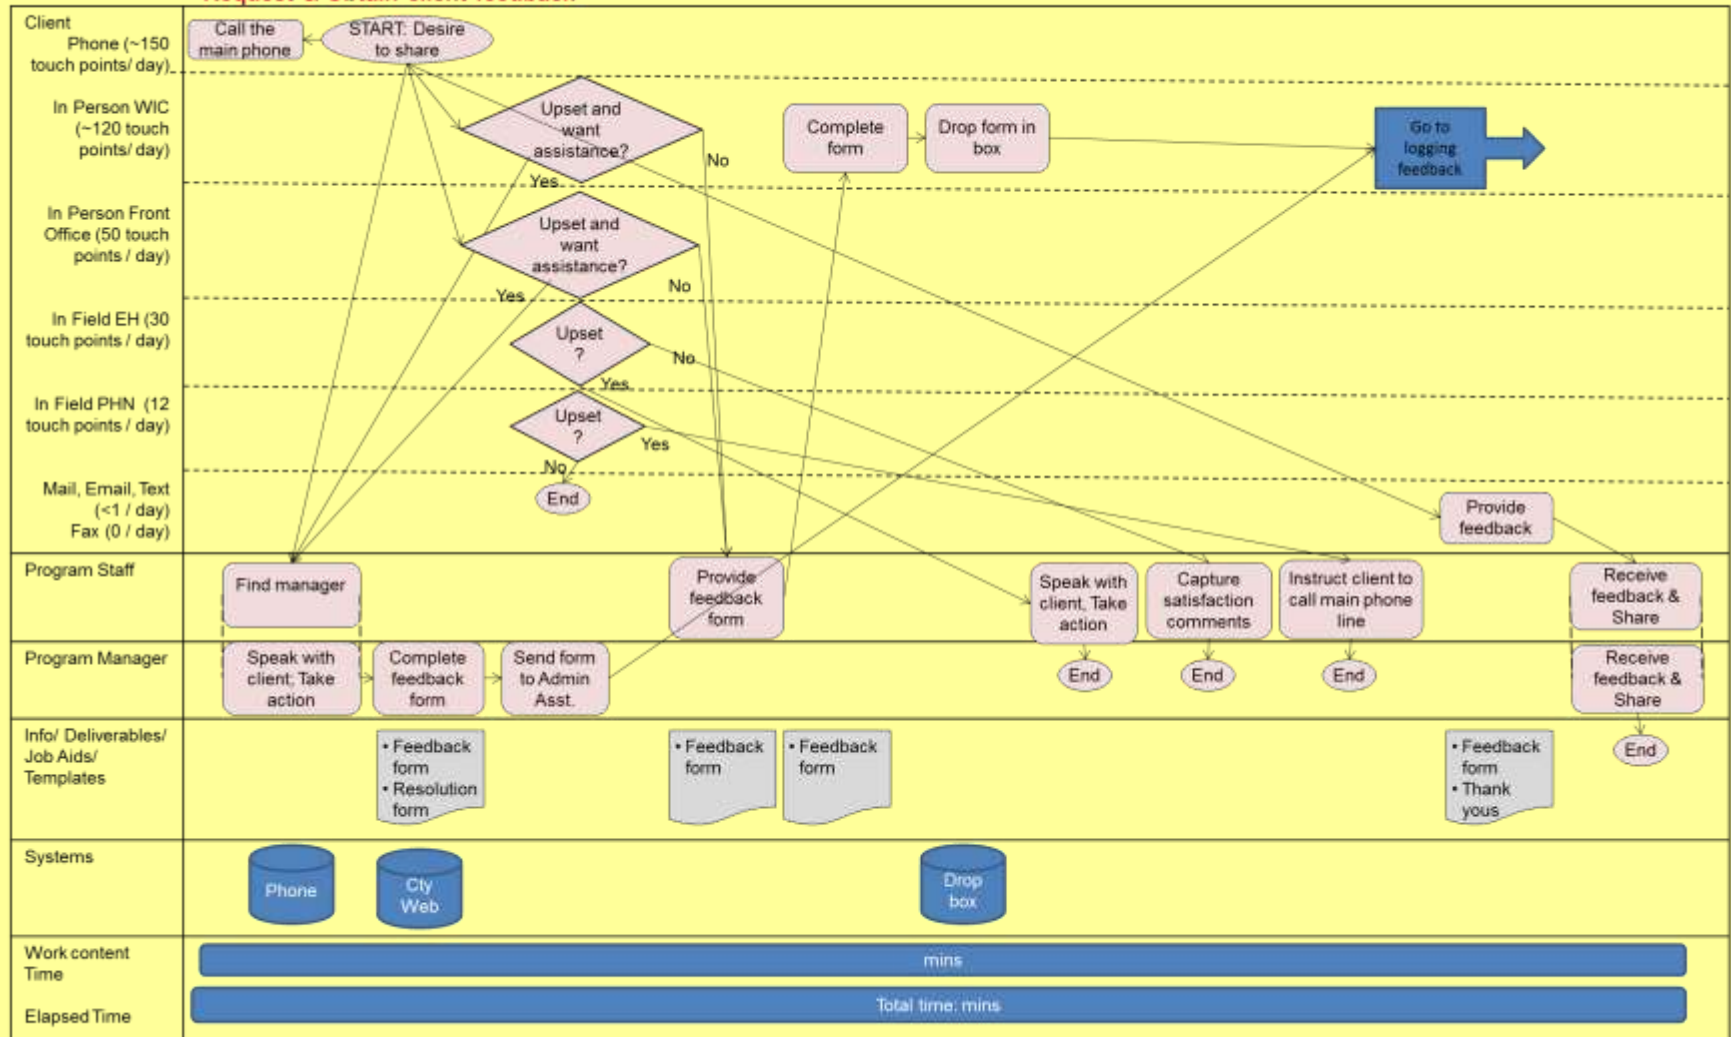 Request & Obtain client feedback
Client
Phone (~150
touch points/ day)
Call the
main phone
START: Desire
to share
In Person WIC
(~120 touch
points/ day)
Upset and
want
assistance?
No
Yes
Complete
form
Drop form in
box
Go to
logging
feedback
In Person Front
Office (50 touch
points / day)
Upset and
want
assistance?
Yes
No
In Field EH (30
touch points / day)
Upset
?
No
Yes
In Field PHN (12
touch points / day)
Upset
?
Yes
No
End
Mail, Email, Text
(<1 / day)
Fax (0 / day)
Provide
feedback
Program Staff
Find manager
Provide
feedback
form
Speak with
client, Take
action
Capture
satisfaction
comments
Instruct client to
call main phone
line
Receive
feedback &
Share
Program Manager
Speak with
client; Take
action
Complete
feedback
form
Send form
to Admin
Asst.
End
End
End
Receive
feedback &
Share
End
Info/ Deliverables/
Job Aids/
Templates
• Feedback
form
• Resolution
form
• Feedback
form
• Feedback
form
• Feedback
form
• Thank
yous
Systems
Phone
Cty
Web
Drop
box
Work content
Time
mins
Elapsed Time
Total time: mins